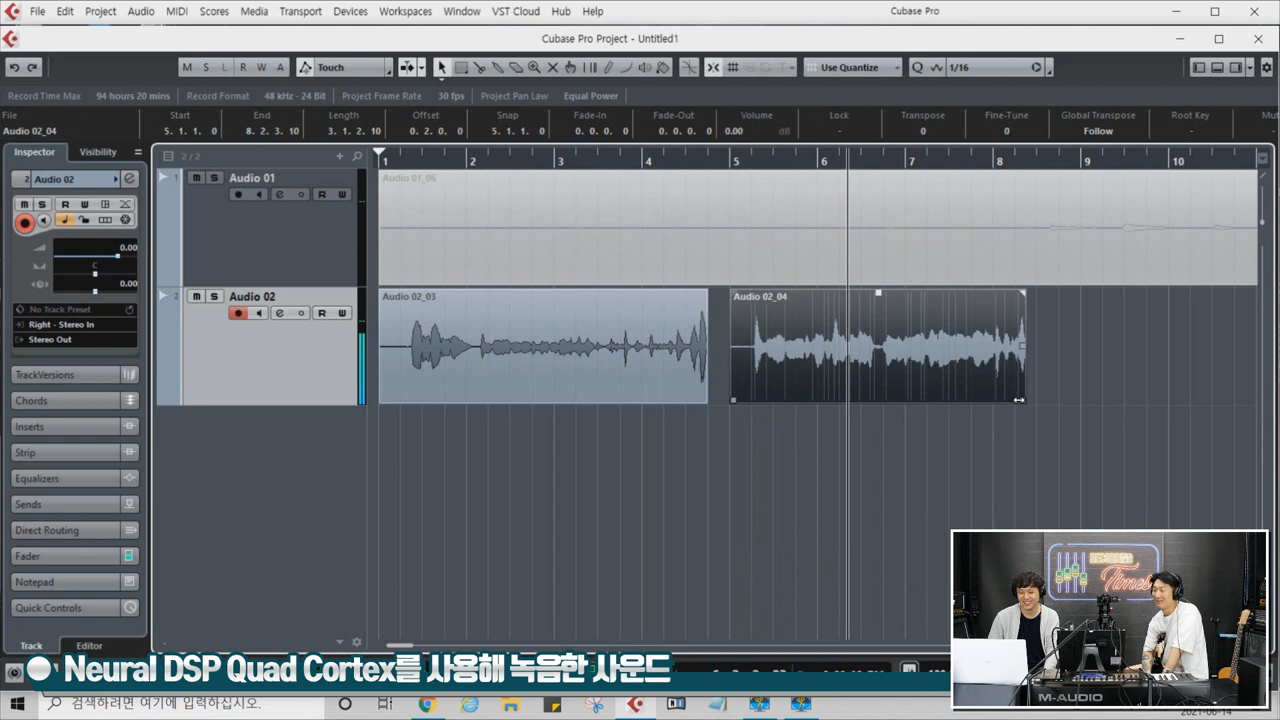 File Edit Project Audio MIDI Scores Media Transport Devices Workspaces Window VST Cloud Hub Help Cubase Pro
Cubase Pro Project - Untitled1
M S L R W A Touch Use Quantize Q 1/16
Record Time Max 94 hours 20 mins Record Format 48 kHz - 24 Bit Project Frame Rate 30 fps Project Pan Law Equal Power
File Start End Length Offset Snap Fade-In Fade-Out Volume Lock Transpose Fine-Tune Global Transpose Root Key Mu
Audio 02_04 5. 1. 1. 0 8. 2. 3. 10 3. 1. 2. 10 0. 2. 0. 0 5. 1. 1. 0 0. 0. 0. 0 0. 0. 0. 0 0.00 dB - 0 0 Follow -
Inspector Visibility 2 / 2 1 2 3 4 5 6 7 8 9 10
2 Audio 02 1 m S Audio 01 Audio 01_06
R W
m S R W
0.00
C
0.00
2 m S Audio 02 Audio 02_03 Audio 02_04
R W
No Track Preset
Right - Stereo In
Stereo Out
TrackVersions
Chords
Inserts
Strip
Equalizers
Sends
Direct Routing
Fader
Notepad
Quick Controls
Track Editor
RECORDING
Times
M-AUDIO
Neural DSP Quad Cortex를 사용해 녹음한 사운드
검색하려면 여기에 입력하십시오.
2021-06-14